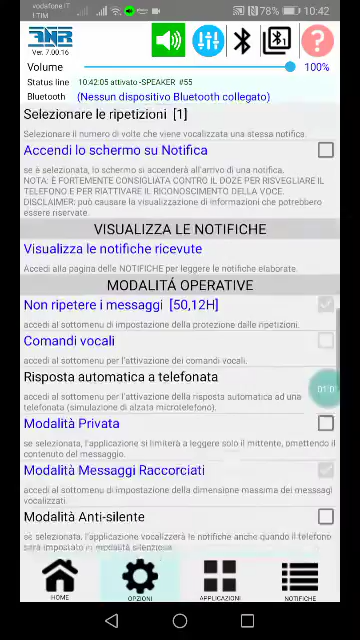 vodafone IT
TIM
78%
10:42
RNR
Ver. 7.00.16
?
Volume
100%
Status line
10:42:05 attivato -SPEAKER #55
Bluetooth
(Nessun dispositivo Bluetooth collegato)
Selezionare le ripetizioni [1]
Selezionare il numero di volte che viene vocalizzata una stessa notifica.
Accendi lo schermo su Notifica
se è selezionata, lo schermo si accenderà all'arrivo di una notifica.
NOTA: È FORTEMENTE CONSIGLIATA CONTRO IL DOZE PER RISVEGLIARE IL
TELEFONO E PER RIATTIVARE IL RICONOSCIMENTO DELLA VOCE.
DISCLAIMER: può causare la visualizzazione di informazioni che potrebbero
essere riservate.
VISUALIZZA LE NOTIFICHE
Visualizza le notifiche ricevute
Accedi alla pagina delle NOTIFICHE per leggere le notifiche elaborate.
MODALITÁ OPERATIVE
Non ripetere i messaggi [50,12H]
accedi al sottomenu di impostazione della protezione dalle ripetizioni.
Comandi vocali
accedi al sottomenu per l'attivazione dei comandi vocali.
Risposta automatica a telefonata
accedi al sottomenu per l'attivazione della risposta automatica ad una
telefonata (simulazione di alzata microtelefono).
01:01
Modalità Privata
se selezionata, l'applicazione si limiterà a leggere solo il mittente, omettendo il
contenuto del messaggio.
Modalità Messaggi Raccorciati
accedi al sottomenu di impostazione della dimensione massima dei messaggi
vocalizzati.
Modalità Anti-silente
se selezionata, l'applicazione vocalizzerà le notifiche anche quando il telefono
sarà impostato in modalità silenziosa
HOME
OPZIONI
APPLICAZIONI
NOTIFICHE